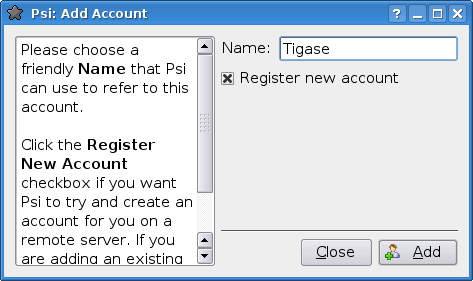 Psi: Add Account
Please choose a
friendly Name that Psi
can use to refer to this
account.
Click the Register
New Account
checkbox if you want
Psi to try and create an
account for you on a
remote server. If you
are adding an existing
Name: Tigase
Register new account
Close
Add